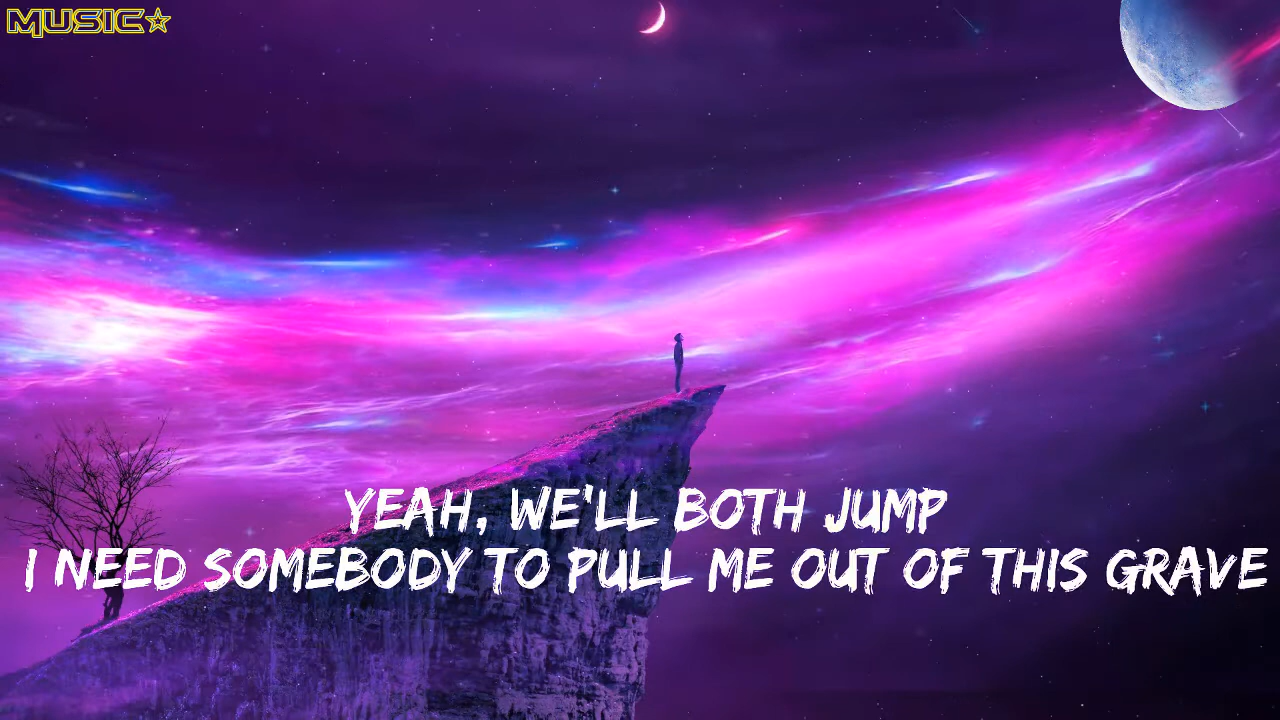 MUSIC☆
YEAH, WE'LL BOTH JUMP
I NEED SOMEBODY TO PULL ME OUT OF THIS GRAVE